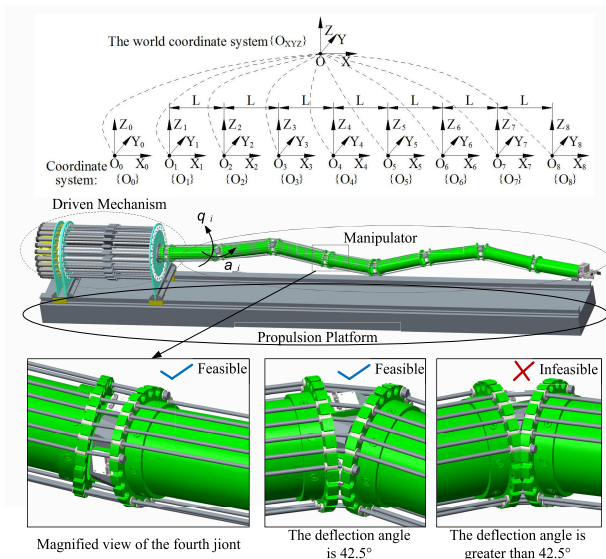 The world coordinate system{O_XYZ}
Z
Y
O X
L L L L L L L
Z₀ Z₁ Z₂ Z₃ Z₄ Z₅ Z₆ Z₇ Z₈
Y₀ Y₁ Y₂ Y₃ Y₄ Y₅ Y₆ Y₇ Y₈
Coordinate O₀ X₀ O₁ X₁ O₂ X₂ O₃ X₃ O₄ X₄ O₅ X₅ O₆ X₆ O₇ X₇ O₈ X₈
system: {O₀} {O₁} {O₂} {O₃} {O₄} {O₅} {O₆} {O₇} {O₈}
Driven Mechanism
q_i
a_i
Manipulator
Propulsion Platform
Feasible
Feasible
Infeasible
Magnified view of the fourth jiont
The deflection angle
is 42.5°
The deflection angle is
greater than 42.5°